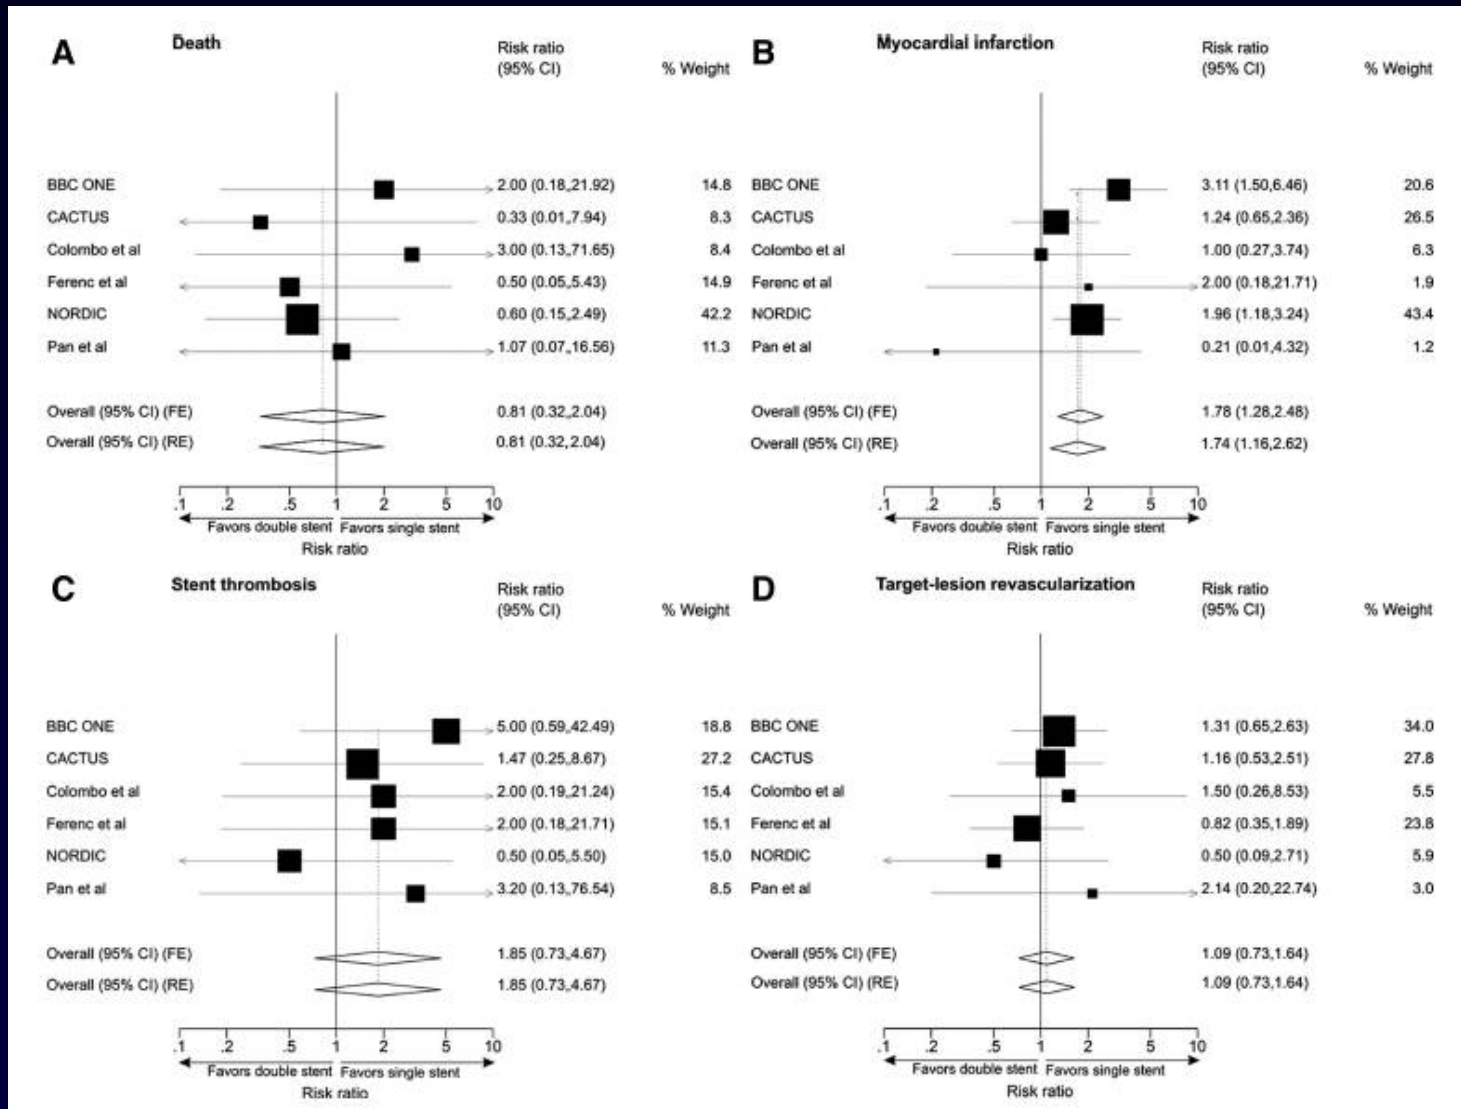 A Death Risk ratio
(95% CI) % Weight
BBC ONE 2.00 (0.18,21.92) 14.8
CACTUS 0.33 (0.01,7.94) 8.3
Colombo et al 3.00 (0.13,71.65) 8.4
Ferenc et al 0.50 (0.05,5.43) 14.9
NORDIC 0.60 (0.15,2.49) 42.2
Pan et al 1.07 (0.07,16.56) 11.3
Overall (95% CI) (FE) 0.81 (0.32,2.04)
Overall (95% CI) (RE) 0.81 (0.32,2.04)
.1 .2 .5 1 2 5 10
Favors double stent Favors single stent
Risk ratio
B Myocardial infarction Risk ratio
(95% CI) % Weight
BBC ONE 3.11 (1.50,6.46) 20.6
CACTUS 1.24 (0.65,2.36) 26.5
Colombo et al 1.00 (0.27,3.74) 6.3
Ferenc et al 2.00 (0.18,21.71) 1.9
NORDIC 1.96 (1.18,3.24) 43.4
Pan et al 0.21 (0.01,4.32) 1.2
Overall (95% CI) (FE) 1.78 (1.28,2.48)
Overall (95% CI) (RE) 1.74 (1.16,2.62)
.1 .2 .5 1 2 5 10
Favors double stent Favors single stent
Risk ratio
C Stent thrombosis Risk ratio
(95% CI) % Weight
BBC ONE 5.00 (0.59,42.49) 18.8
CACTUS 1.47 (0.25,8.67) 27.2
Colombo et al 2.00 (0.19,21.24) 15.4
Ferenc et al 2.00 (0.18,21.71) 15.1
NORDIC 0.50 (0.05,5.50) 15.0
Pan et al 3.20 (0.13,76.54) 8.5
Overall (95% CI) (FE) 1.85 (0.73,4.67)
Overall (95% CI) (RE) 1.85 (0.73,4.67)
.1 .2 .5 1 2 5 10
Favors double stent Favors single stent
Risk ratio
D Target-lesion revascularization Risk ratio
(95% CI) % Weight
BBC ONE 1.31 (0.65,2.63) 34.0
CACTUS 1.16 (0.53,2.51) 27.8
Colombo et al 1.50 (0.26,8.53) 5.5
Ferenc et al 0.82 (0.35,1.89) 23.8
NORDIC 0.50 (0.09,2.71) 5.9
Pan et al 2.14 (0.20,22.74) 3.0
Overall (95% CI) (FE) 1.09 (0.73,1.64)
Overall (95% CI) (RE) 1.09 (0.73,1.64)
.1 .2 .5 1 2 5 10
Favors double stent Favors single stent
Risk ratio